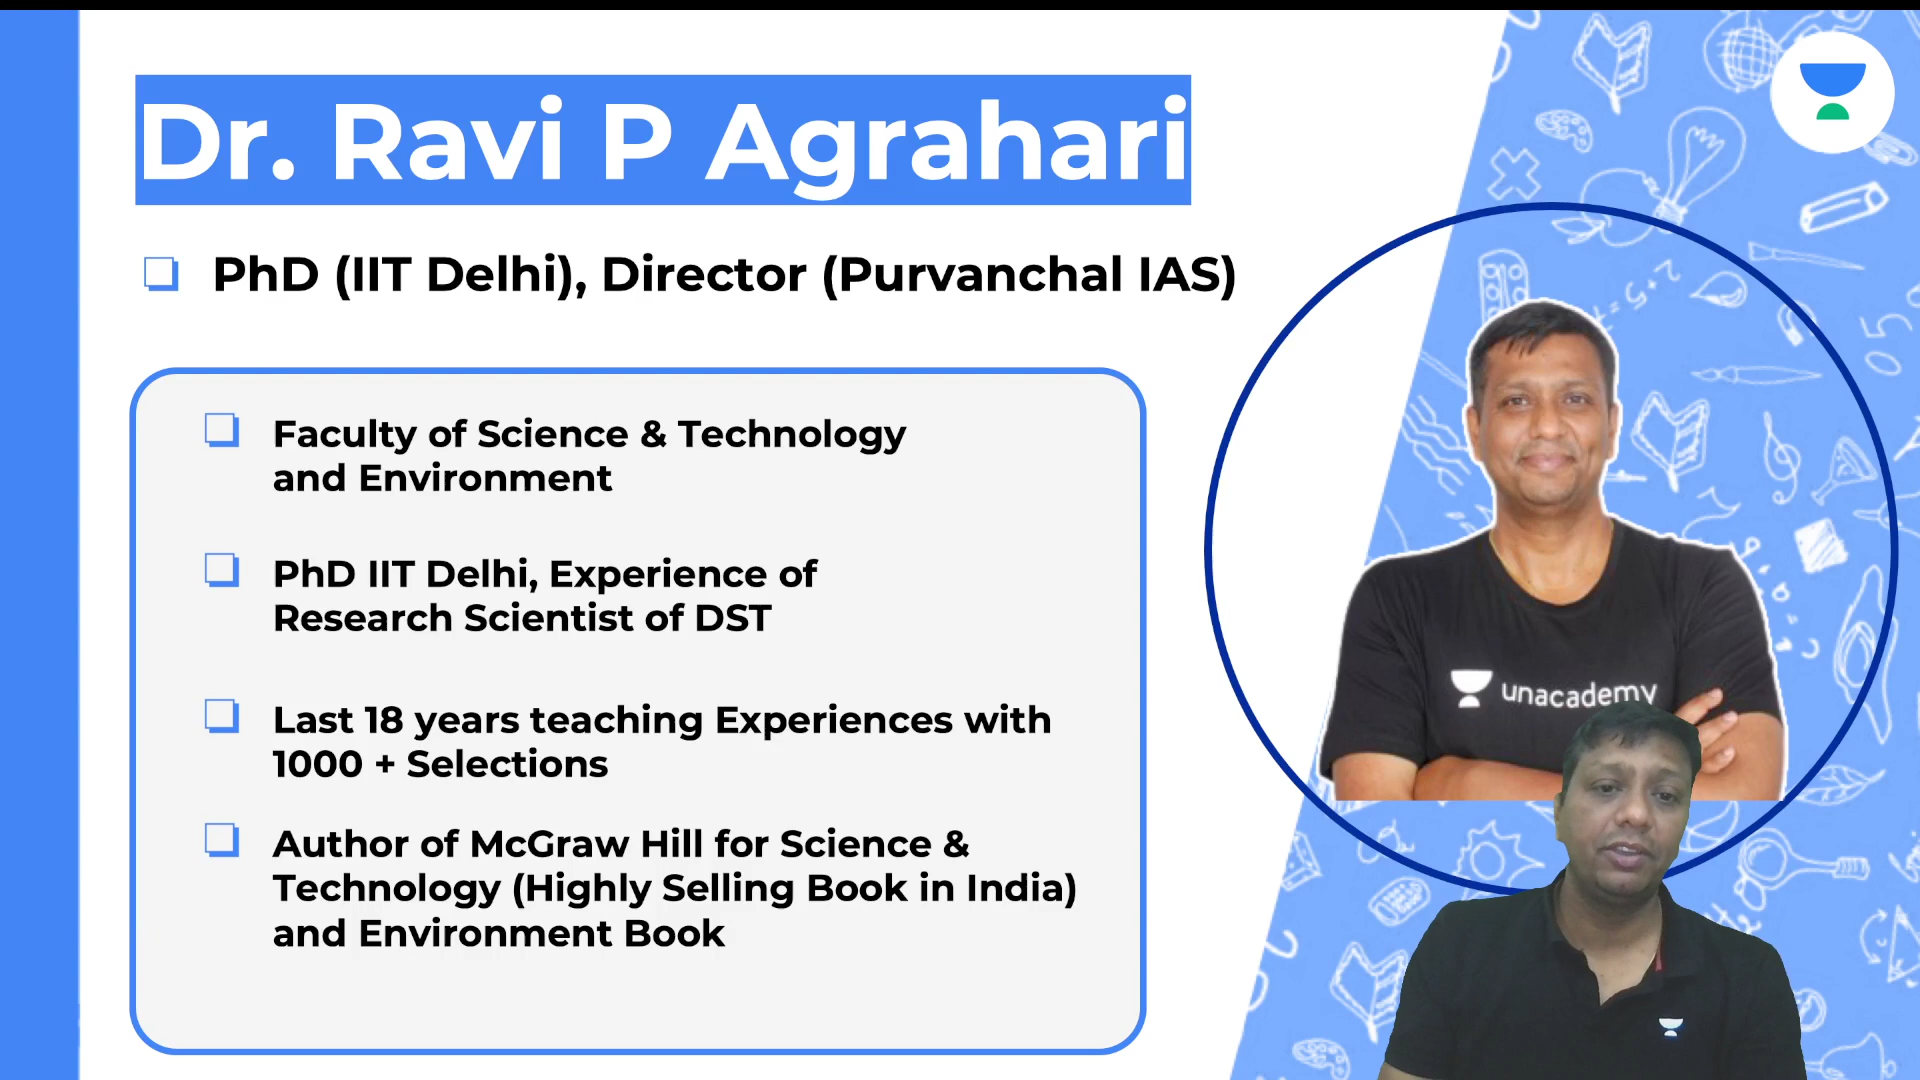 Dr. Ravi P Agrahari
PhD (IIT Delhi), Director (Purvanchal IAS)
Faculty of Science & Technology
and Environment
PhD IIT Delhi, Experience of
Research Scientist of DST
Last 18 years teaching Experiences with
1000 + Selections
Author of McGraw Hill for Science &
Technology (Highly Selling Book in India)
and Environment Book
unacademy